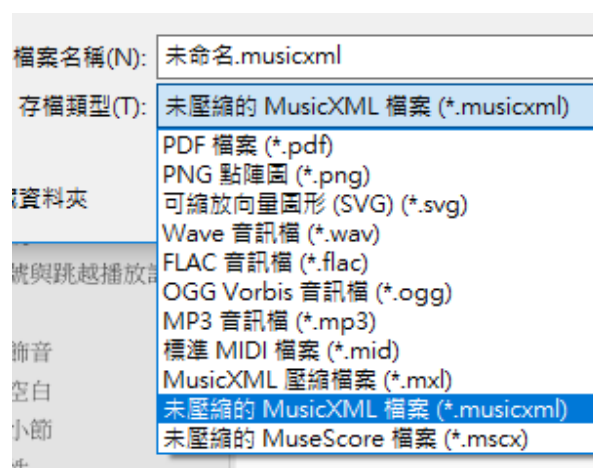 檔案名稱(N): 未命名.musicxml
存檔類型(T): 未壓縮的 MusicXML 檔案 (*.musicxml)
PDF 檔案 (*.pdf)
PNG 點陣圖 (*.png)
資料夾 可縮放向量圖形 (SVG) (*.svg)
Wave 音訊檔 (*.wav)
號與跳越播放 FLAC 音訊檔 (*.flac)
OGG Vorbis 音訊檔 (*.ogg)
MP3 音訊檔 (*.mp3)
飾音 標準 MIDI 檔案 (*.mid)
空白 MusicXML 壓縮檔案 (*.mxl)
未壓縮的 MusicXML 檔案 (*.musicxml)
小節 未壓縮的 MuseScore 檔案 (*.mscx)